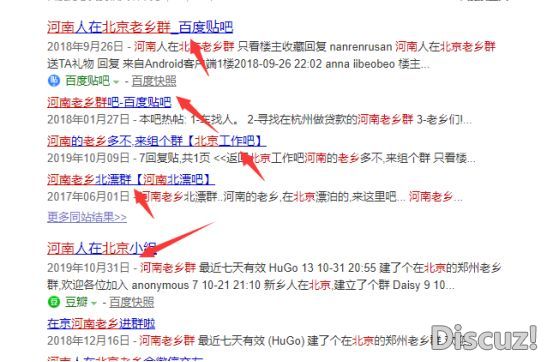 河南人在北京老乡群_百度贴吧
2018年9月26日 - 河南人在北京老乡群 只看楼主收藏回复 nanrenrusan 河南人在北京老乡群
送TA礼物 回复 来自Android客户端1楼2018-09-26 22:02 anna iibeobeo 楼主...
百度贴吧 - 百度快照
河南老乡群吧-百度贴吧
2018年01月27日 - 本吧热帖: 1-车找人。 2-寻找在杭州做贷款的河南老乡群 3-老乡们!...
河南的老乡多不,来组个群【北京工作吧】
2019年10月09日 - 7回复贴,共1页 <<返回北京工作吧河南的老乡多不,来组个群 只看...
河南老乡北漂群【河南北漂吧】
2017年06月01日 - 河南老乡北漂群..河南的老乡,在北京漂泊的,来这里吧... 河南老乡...
更多同站结果>>
河南人在北京小组
2019年10月31日 - 河南老乡群 最近七天有效 HuGo 13 10-31 20:55 建了个在北京的郑州老乡
群,欢迎各位加入 anonymous 7 10-21 21:10 新乡人在北京,建立了个群 Daisy 9 10...
豆瓣 - 百度快照
在京河南老乡进群啦
2018年12月16日 - 河南老乡群 最近七天有效 (HuGo) 建了个在北京的郑州老乡群,欢
Discuz!